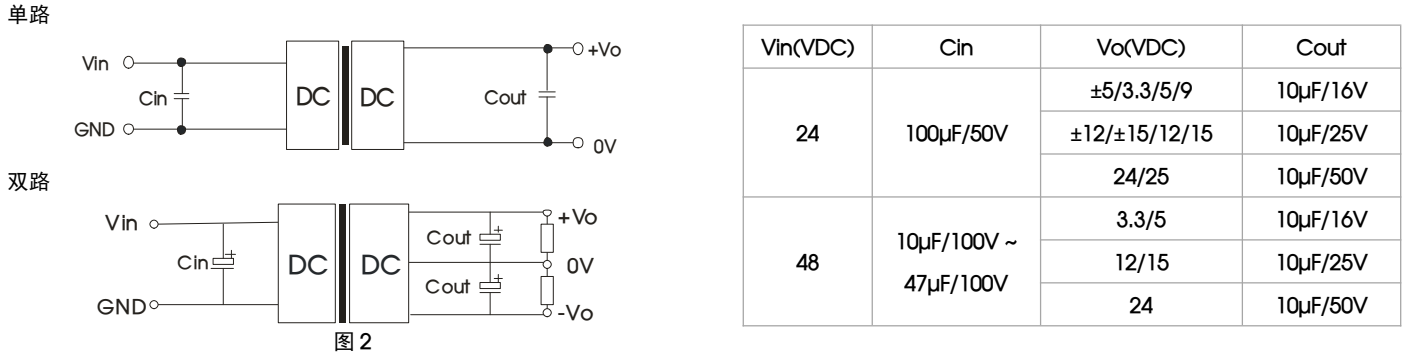 单路
Vin
Cin
GND
DC DC
Cout
+Vo
0V
双路
Vin
Cin
+
GND
DC DC
Cout
+
Cout
+
+Vo
0V
-Vo
图 2
Vin(VDC) Cin Vo(VDC) Cout
24 100μF/50V ±5/3.3/5/9 10μF/16V
±12/±15/12/15 10μF/25V
24/25 10μF/50V
48 10μF/100V ~
47μF/100V
3.3/5 10μF/16V
12/15 10μF/25V
24 10μF/50V